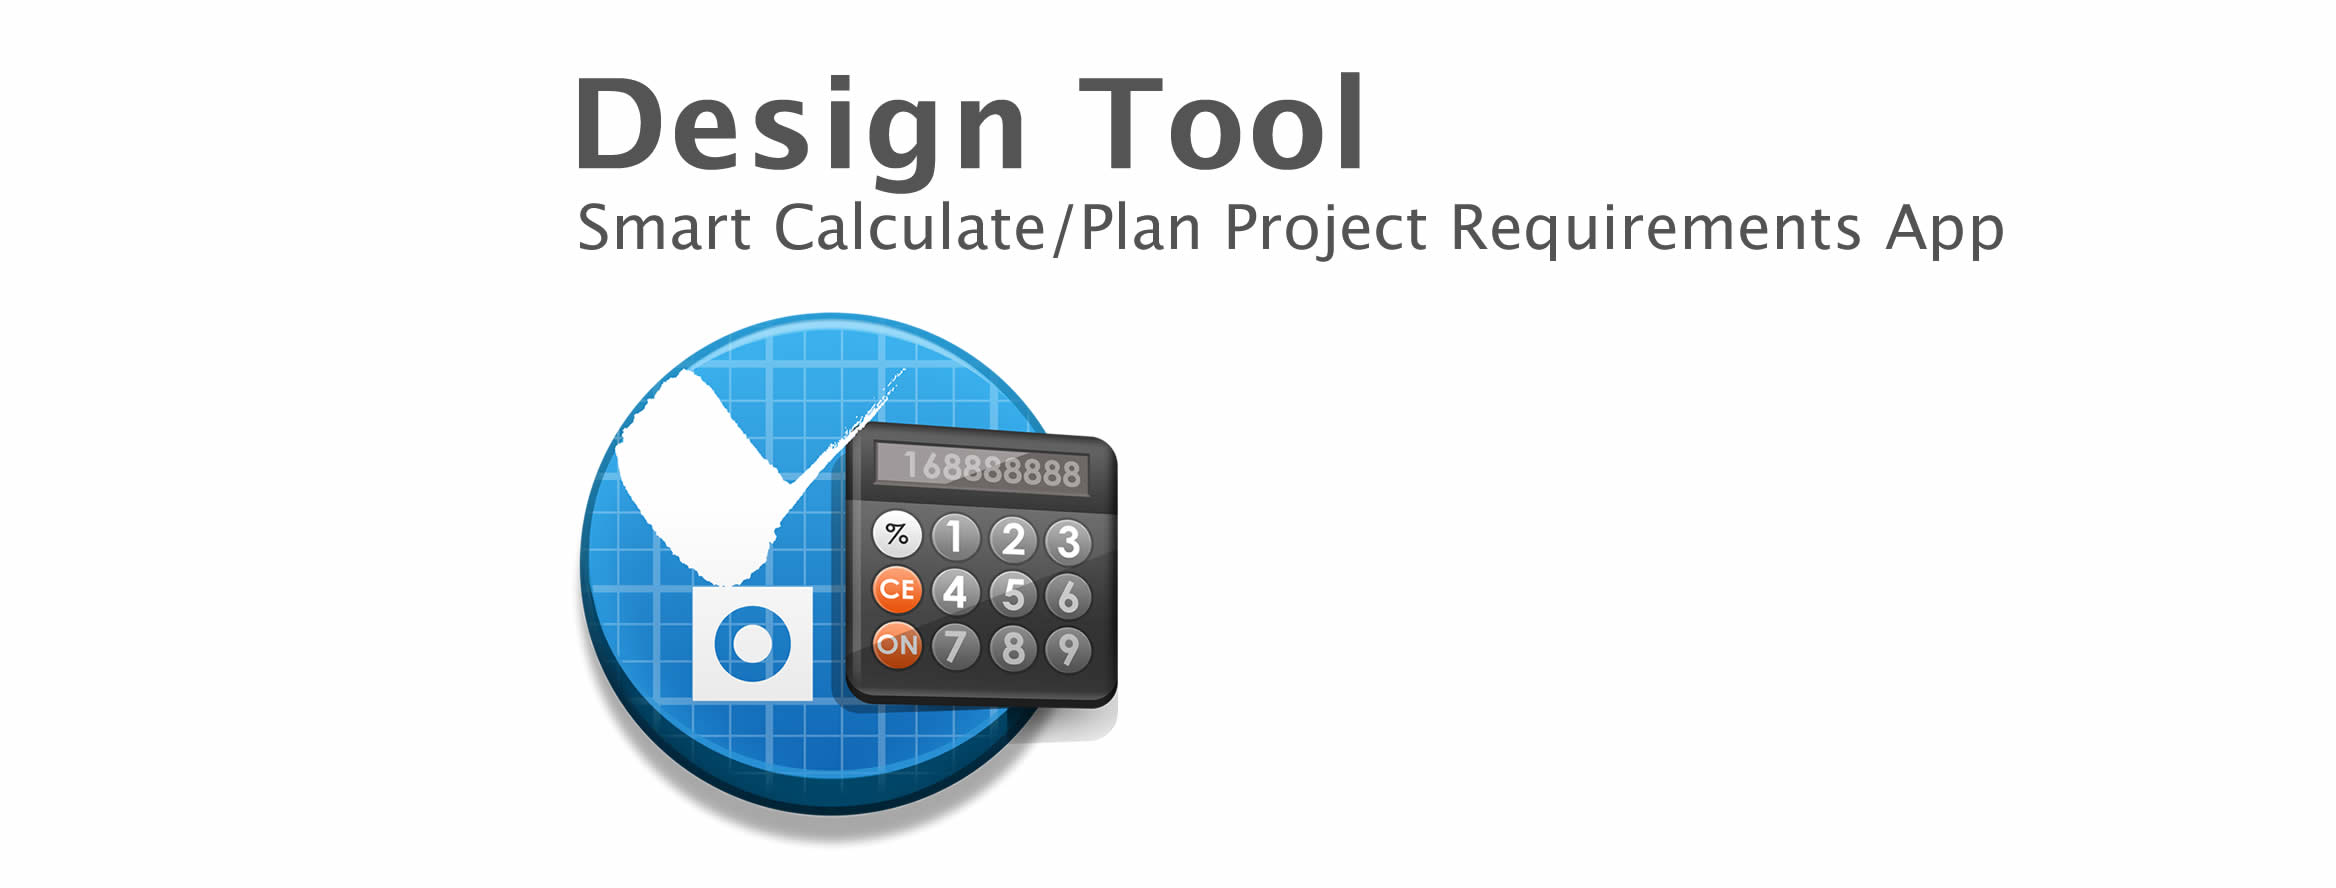 Design Tool
Smart Calculate/Plan Project Requirements App
168888888
% 1 2 3
CE 4 5 6
ON 7 8 9